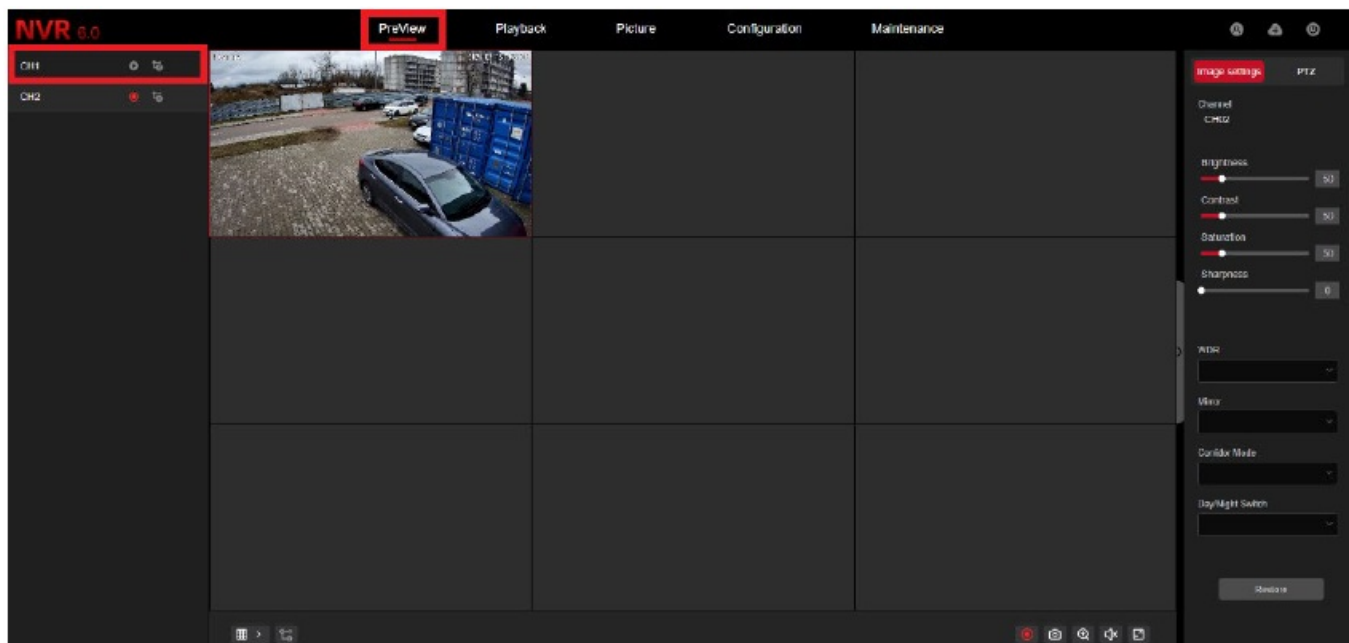 NVR 6.0
PreView
Playback
Picture
Configuration
Maintenance
CH1
CH2
Image settings
PTZ
Channel
CH02
Brightness
50
Contrast
50
Saturation
50
Sharpness
0
WDR
Mirror
Corridor Mode
Day/Night Switch
Restore